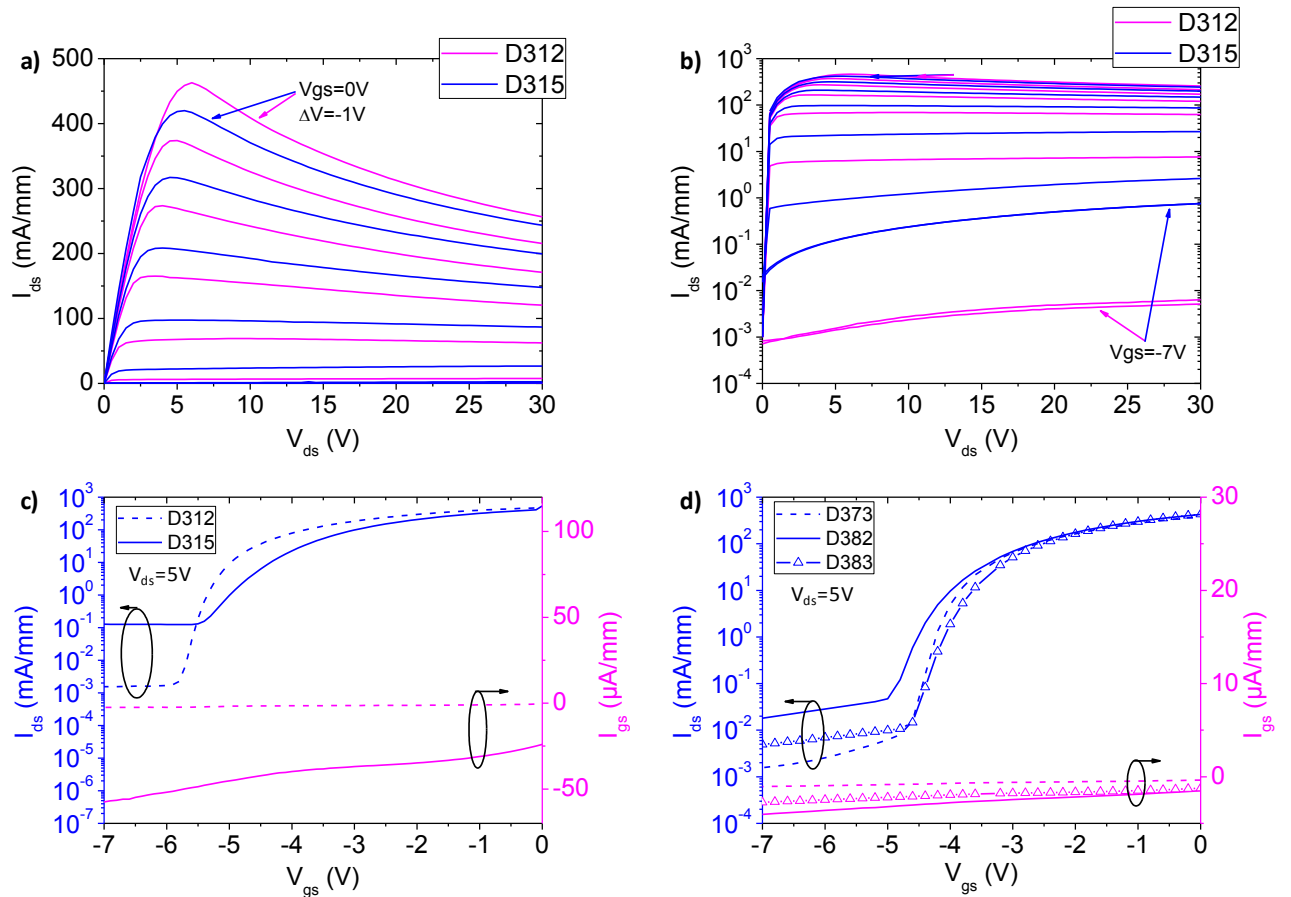 a)
D312
D315
Vgs=0V
ΔV=-1V
500
400
300
200
100
0
0 5 10 15 20 25 30
I_ds (mA/mm)
V_ds (V)
b)
D312
D315
10^3
10^2
10^1
10^0
10^-1
10^-2
10^-3
10^-4
0 5 10 15 20 25 30
I_ds (mA/mm)
V_ds (V)
Vgs=-7V
c)
D312
D315
V_ds=5V
10^3
10^2
10^1
10^0
10^-1
10^-2
10^-3
10^-4
10^-5
10^-6
10^-7
-7 -6 -5 -4 -3 -2 -1 0
100
50
0
-50
I_ds (mA/mm)
I_gs (µA/mm)
V_gs (V)
d)
D373
D382
D383
V_ds=5V
10^3
10^2
10^1
10^0
10^-1
10^-2
10^-3
10^-4
-7 -6 -5 -4 -3 -2 -1 0
30
20
10
0
I_ds (mA/mm)
I_gs (µA/mm)
V_gs (V)